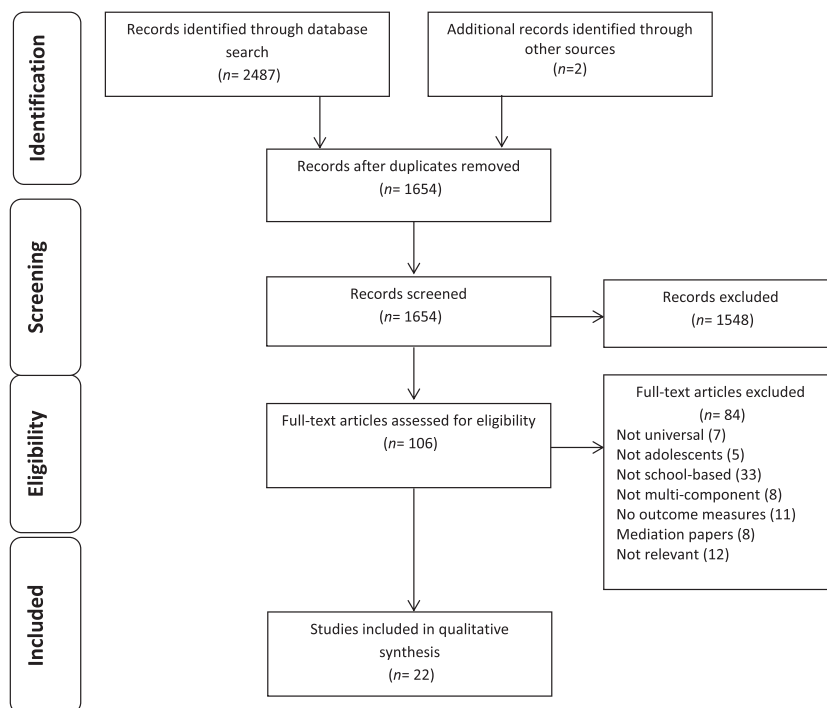 Identification
Records identified through database
search
(n= 2487)
Additional records identified through
other sources
(n=2)
Records after duplicates removed
(n= 1654)
Screening
Records screened
(n= 1654)
Records excluded
(n= 1548)
Eligibility
Full-text articles assessed for eligibility
(n= 106)
Full-text articles excluded
(n= 84)
Not universal (7)
Not adolescents (5)
Not school-based (33)
Not multi-component (8)
No outcome measures (11)
Mediation papers (8)
Not relevant (12)
Included
Studies included in qualitative
synthesis
(n= 22)